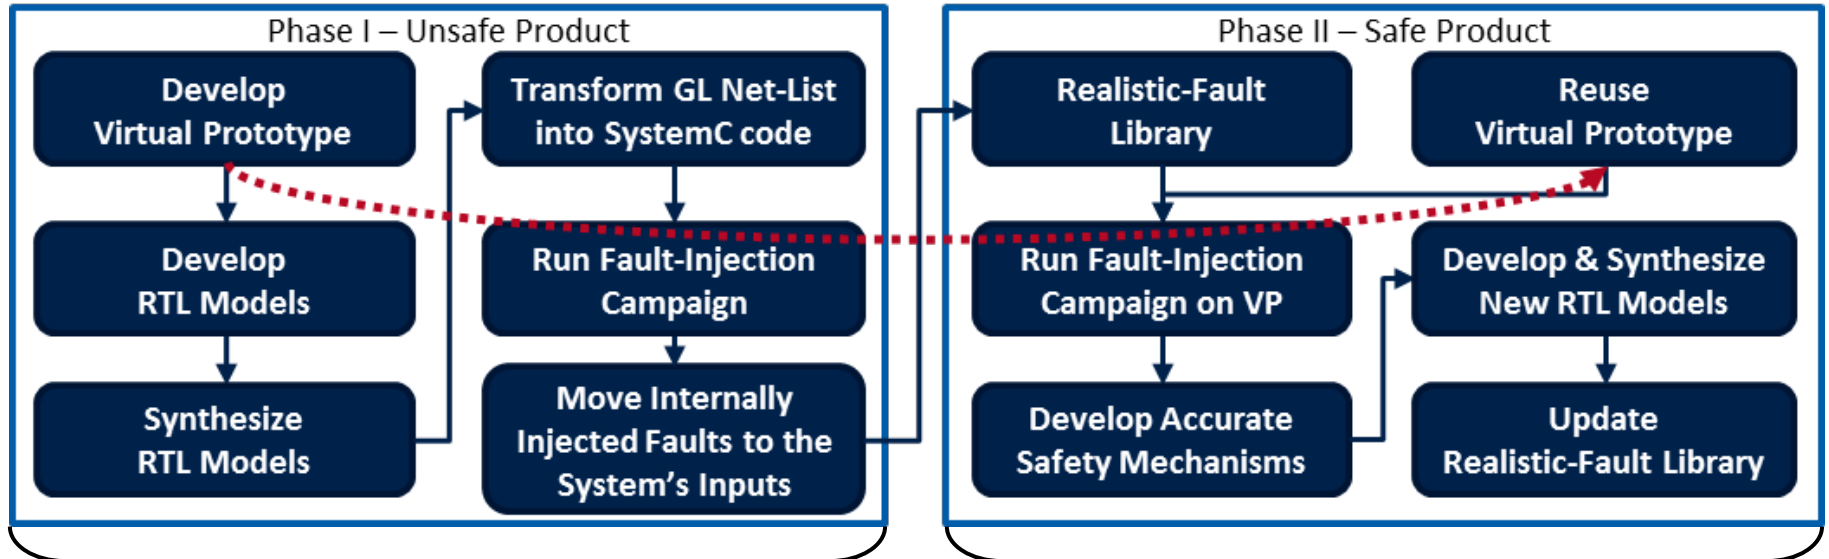 Phase I – Unsafe Product
Develop
Virtual Prototype
Develop
RTL Models
Synthesize
RTL Models
Transform GL Net-List
into SystemC code
Run Fault-Injection
Campaign
Move Internally
Injected Faults to the
System’s Inputs
Phase II – Safe Product
Realistic-Fault
Library
Run Fault-Injection
Campaign on VP
Develop Accurate
Safety Mechanisms
Reuse
Virtual Prototype
Develop & Synthesize
New RTL Models
Update
Realistic-Fault Library